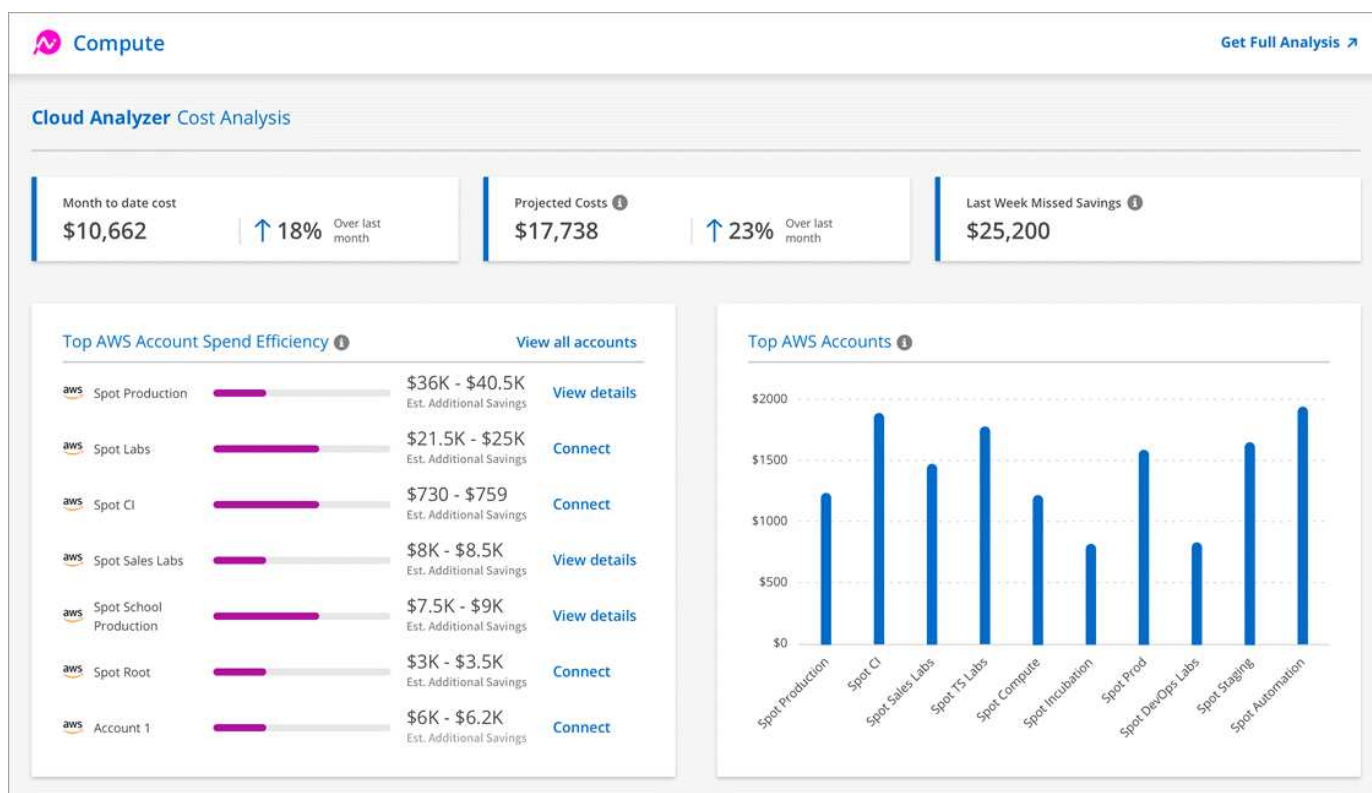 Compute
Get Full Analysis ↗
Cloud Analyzer Cost Analysis
Month to date cost
$10,662
↑ 18%
Over last
month
Projected Costs
$17,738
↑ 23%
Over last
month
Last Week Missed Savings
$25,200
Top AWS Account Spend Efficiency
View all accounts
aws Spot Production
$36K - $40.5K
Est. Additional Savings
View details
aws Spot Labs
$21.5K - $25K
Est. Additional Savings
Connect
aws Spot CI
$730 - $759
Est. Additional Savings
Connect
aws Spot Sales Labs
$8K - $8.5K
Est. Additional Savings
View details
aws Spot School
Production
$7.5K - $9K
Est. Additional Savings
View details
aws Spot Root
$3K - $3.5K
Est. Additional Savings
Connect
aws Account 1
$6K - $6.2K
Est. Additional Savings
Connect
Top AWS Accounts
$2000
$1500
$1000
$500
$0
Spot Production
Spot CI
Spot Sales Labs
Spot TS Labs
Spot Compute
Spot Incubation
Spot Prod
Spot DevOps Labs
Spot Staging
Spot Automation